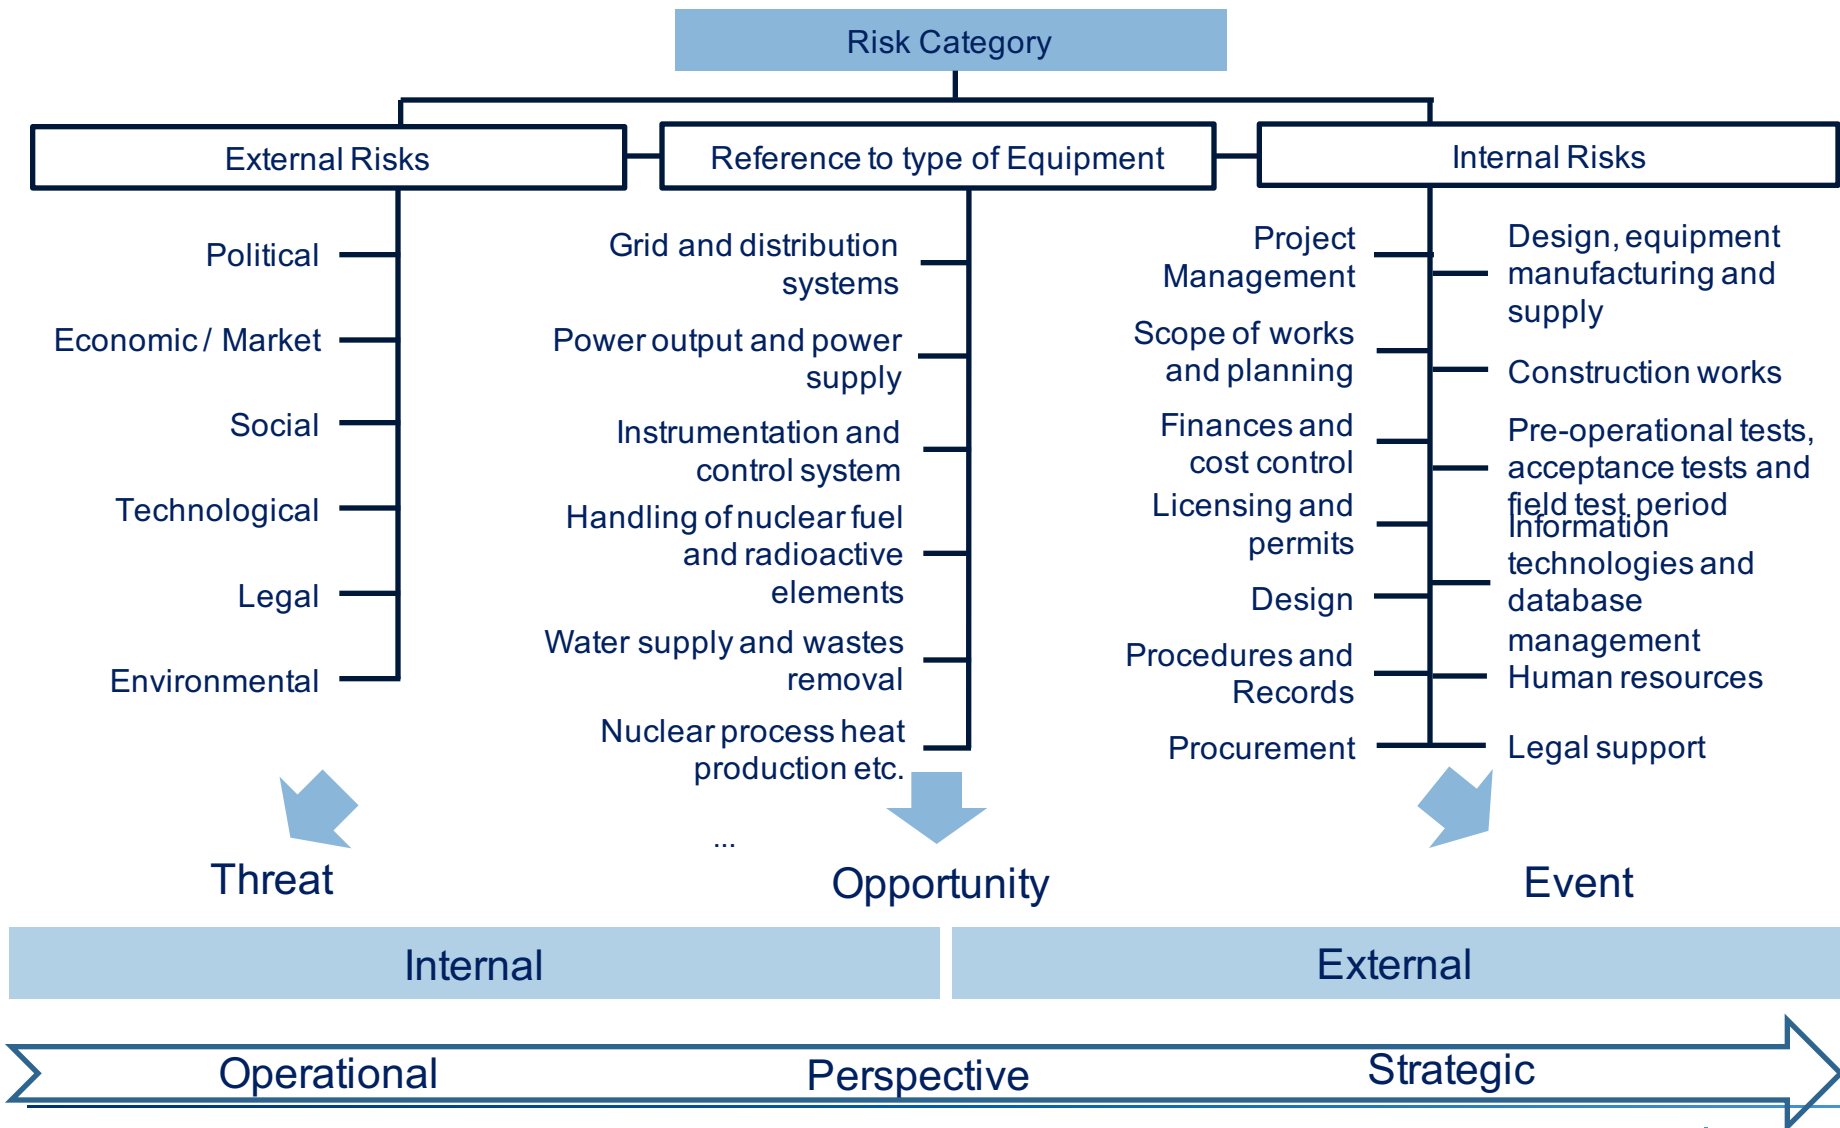 Risk Category
External Risks
Reference to type of Equipment
Internal Risks
Political
Economic / Market
Social
Technological
Legal
Environmental
Grid and distribution
systems
Power output and power
supply
Instrumentation and
control system
Handling of nuclear fuel
and radioactive
elements
Water supply and wastes
removal
Nuclear process heat
production etc.
...
Project
Management
Scope of works
and planning
Finances and
cost control
Licensing and
permits
Design
Procedures and
Records
Procurement
Design, equipment
manufacturing and
supply
Construction works
Pre-operational tests,
acceptance tests and
field test period
Information
technologies and
database
management
Human resources
Legal support
Threat
Opportunity
Event
Internal
External
Operational
Perspective
Strategic